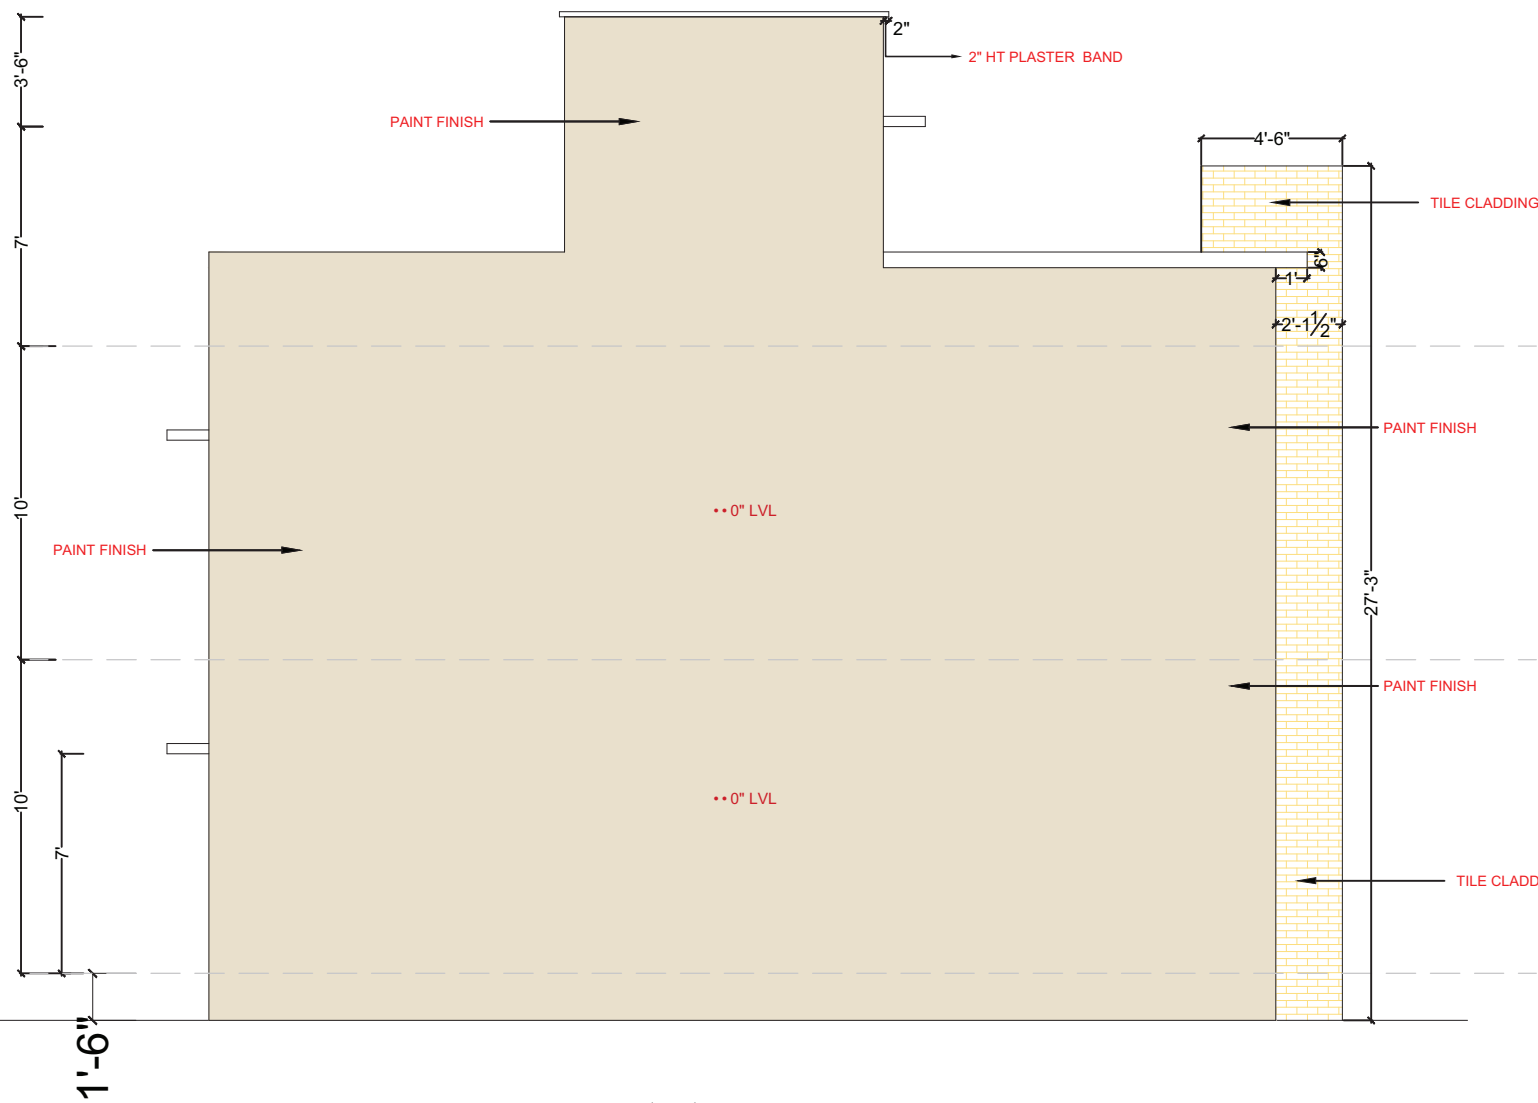 2"
2" HT PLASTER BAND
3'-6"
PAINT FINISH
4'-6"
TILE CLADDING
7'
6"
1'
2'-1½"
PAINT FINISH
10'
0" LVL
PAINT FINISH
27'-3"
PAINT FINISH
10'
0" LVL
7'
TILE CLADD
1'-6"